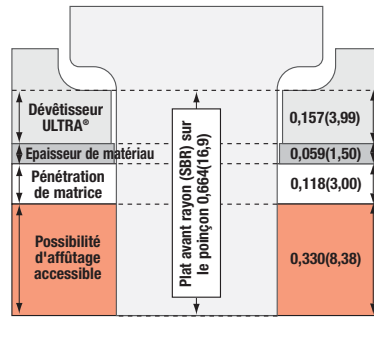 Dévêtisseur
ULTRA®
0,157(3,99)
Epaisseur de matériau
0,059(1,50)
Pénétration
de matrice
0,118(3,00)
Possibilité
d'affûtage
accessible
0,330(8,38)
Plat avant rayon (SBR) sur
le poinçon 0,664(16,9)